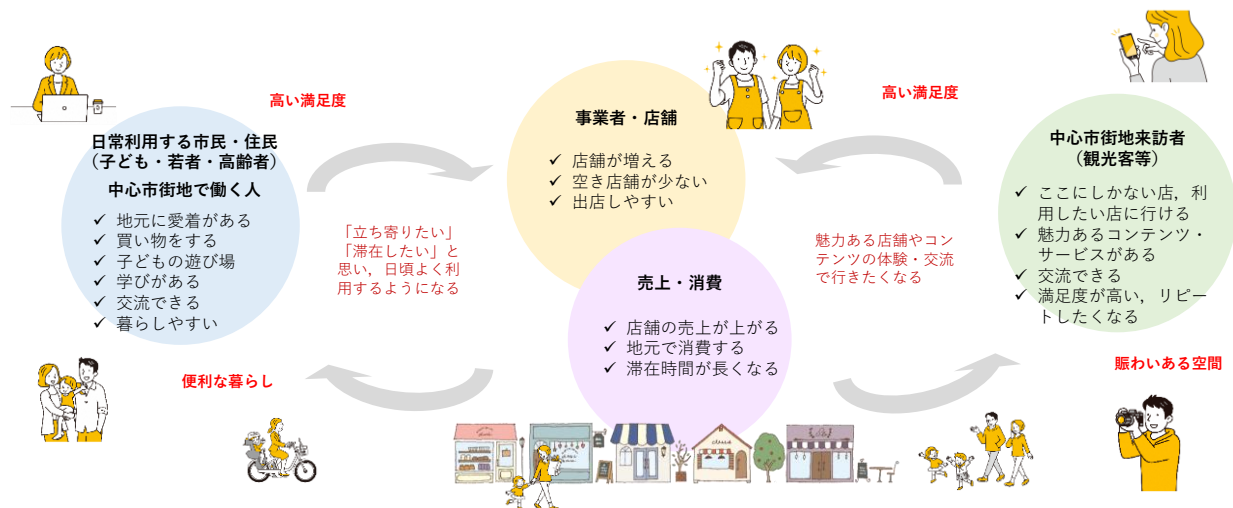 高い満足度
日常利用する市民・住民
（子ども・若者・高齢者）
中心市街地で働く人
✓ 地元に愛着がある
✓ 買い物をする
✓ 子どもの遊び場
✓ 学びがある
✓ 交流できる
✓ 暮らしやすい
「立ち寄りたい」
「滞在したい」と
思い，日頃よく利
用するようになる
便利な暮らし
事業者・店舗
✓ 店舗が増える
✓ 空き店舗が少ない
✓ 出店しやすい
売上・消費
✓ 店舗の売上が上がる
✓ 地元で消費する
✓ 滞在時間が長くなる
高い満足度
魅力ある店舗やコン
テンツの体験・交流
で行きたくなる
中心市街地来訪者
（観光客等）
✓ ここにしかない店，利
用したい店に行ける
✓ 魅力あるコンテンツ・
サービスがある
✓ 交流できる
✓ 満足度が高い，リピー
トしたくなる
賑わいある空間